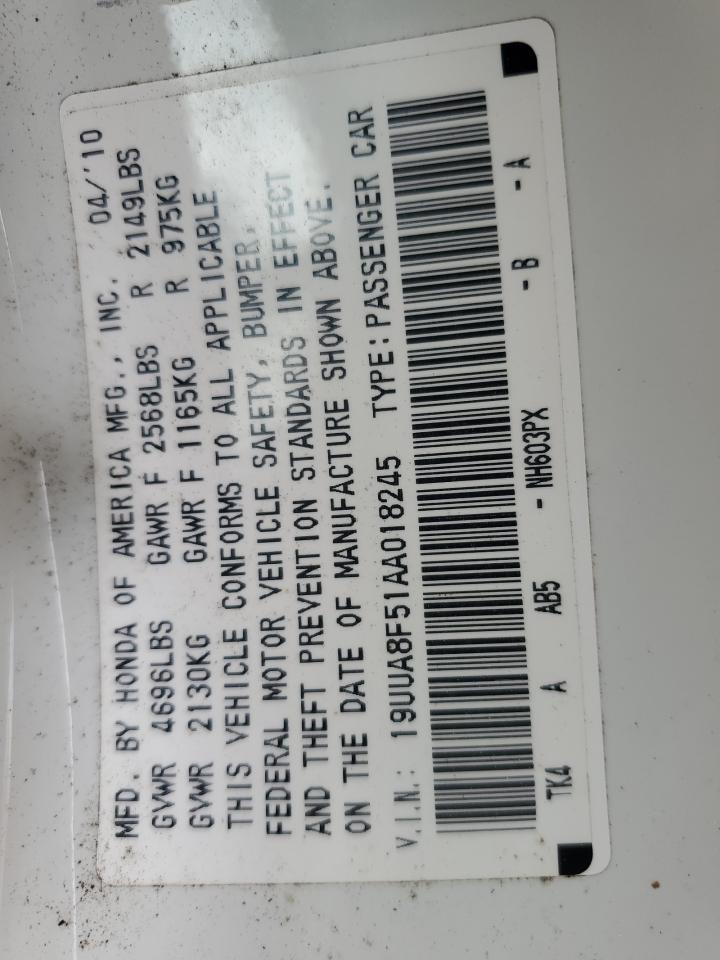 MFD. BY HONDA OF AMERICA MFG., INC. 04/'10
GVWR 4696LBS GAWR F 2568LBS R 2149LBS
GVWR 2130KG GAWR F 1165KG R 975KG
THIS VEHICLE CONFORMS TO ALL APPLICABLE
FEDERAL MOTOR VEHICLE SAFETY, BUMPER,
AND THEFT PREVENTION STANDARDS IN EFFECT
ON THE DATE OF MANUFACTURE SHOWN ABOVE.
V.I.N.: 19UUA8F51AA018245 TYPE:PASSENGER CAR
TK4 A AB5 - NH603PX - B - A